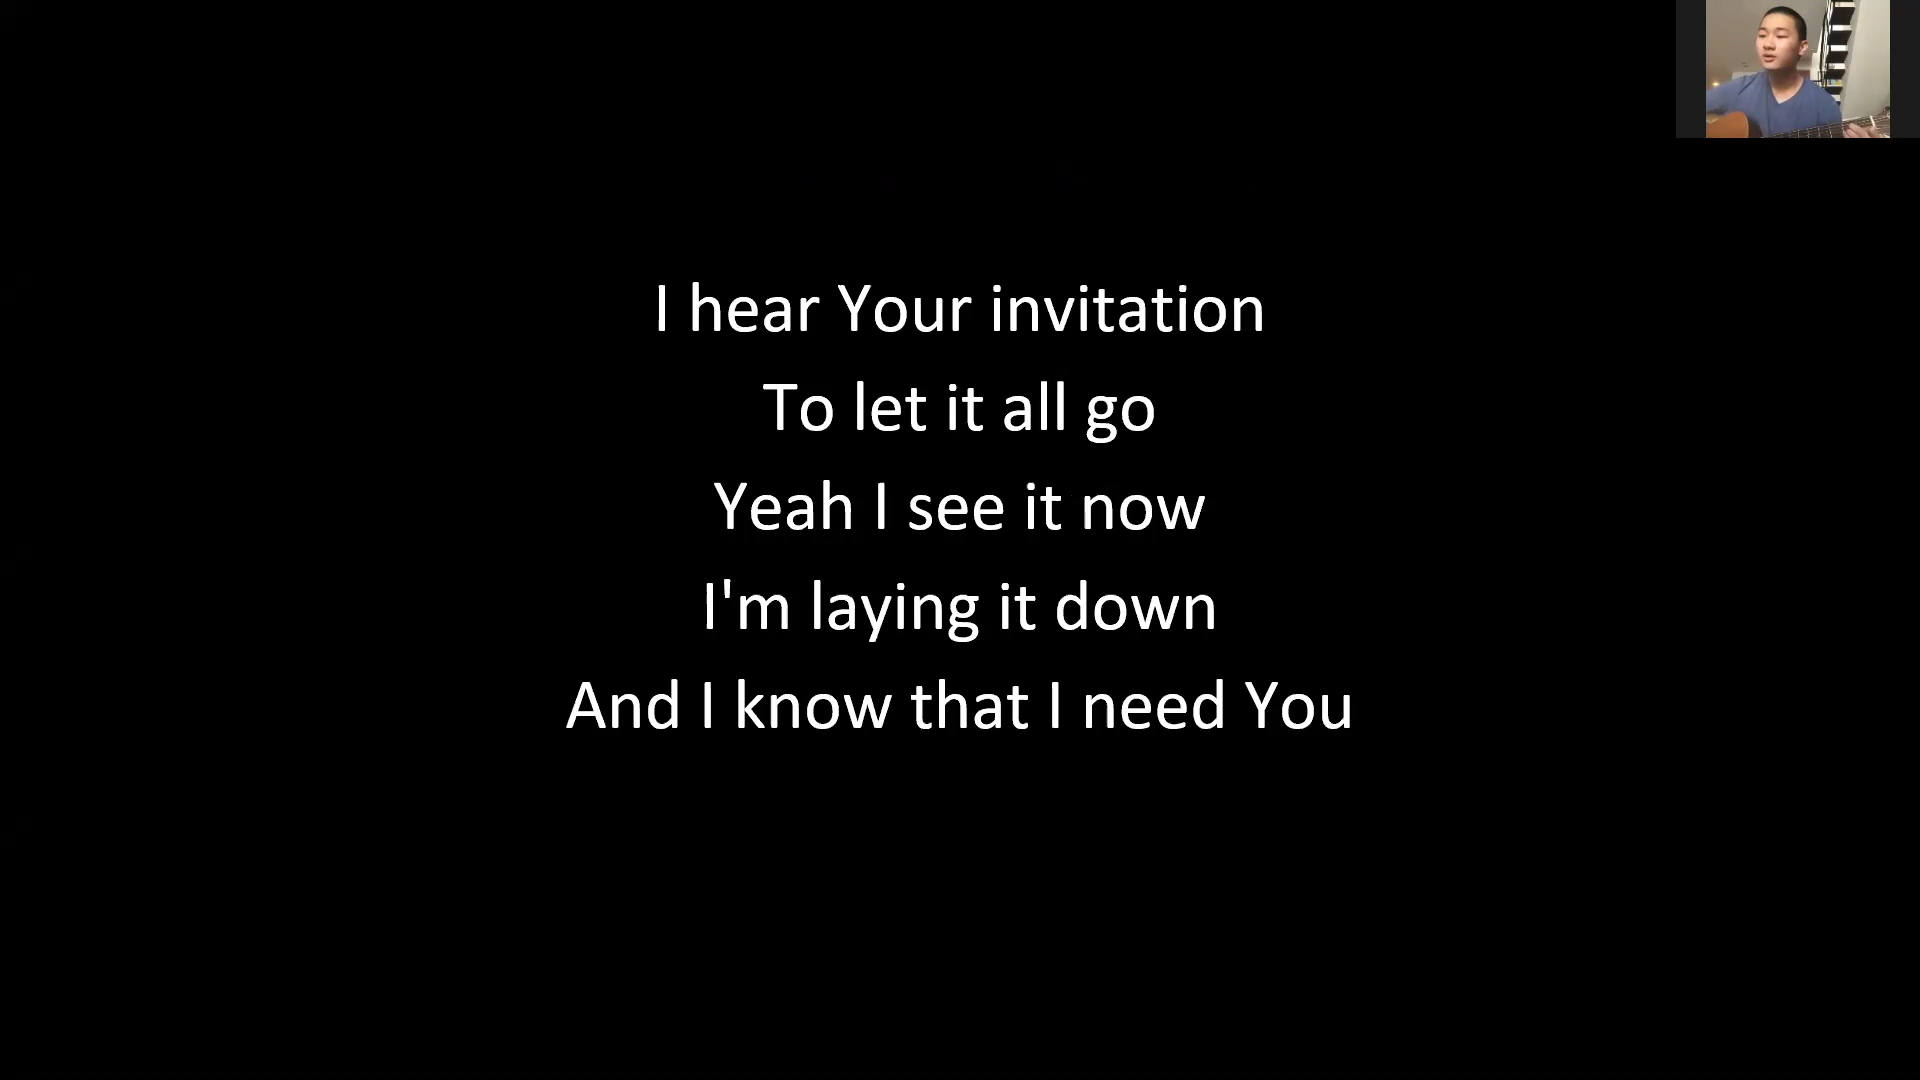 I hear Your invitation
To let it all go
Yeah I see it now
I'm laying it down
And I know that I need You